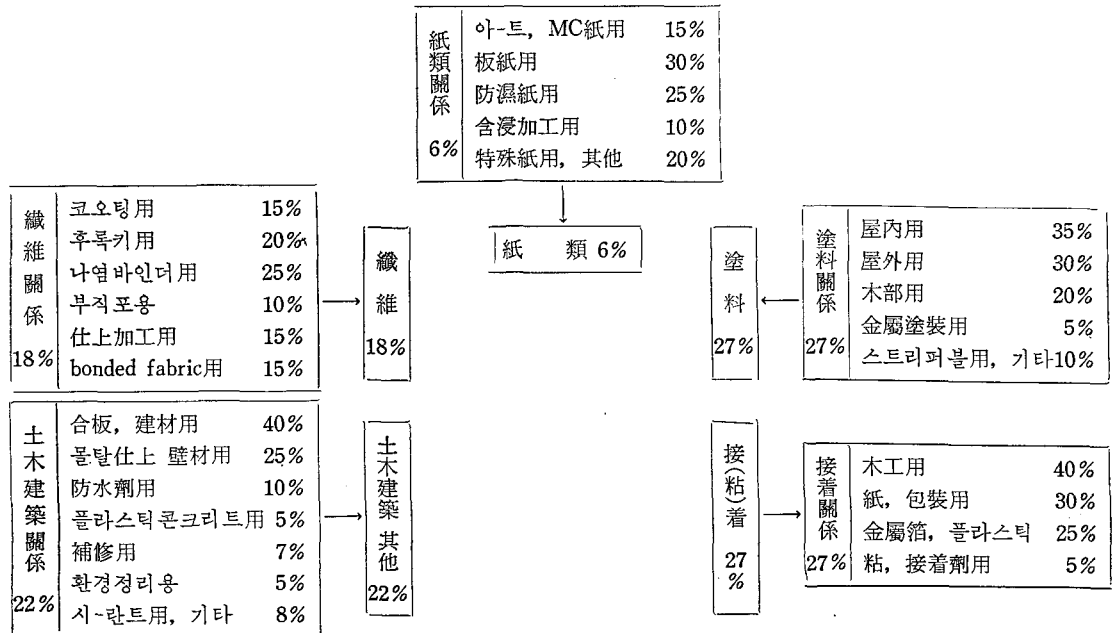 紙類關係 6%
아-트, MC紙用 15%
板紙用 30%
防濕紙用 25%
含浸加工用 10%
特殊紙用, 其他 20%
紙 類 6%
纖維關係 18%
코오팅用 15%
후록키用 20%
나염바인더用 25%
부직포용 10%
仕上加工用 15%
bonded fabric用 15%
纖維 18%
塗料 27%
塗料關係 27%
屋內用 35%
屋外用 30%
木部用 20%
金屬塗裝用 5%
스트리퍼블用, 기타10%
土木建築關係 22%
合板, 建材用 40%
몰탈仕上 壁材用 25%
防水劑用 10%
플라스틱콘크리트用 5%
補修用 7%
환경정리용 5%
시-란트用, 기타 8%
土木建築 其他 22%
接(粘)着 27%
接着關係 27%
木工用 40%
紙, 包裝用 30%
金屬箔, 플라스틱 25%
粘, 接着劑用 5%